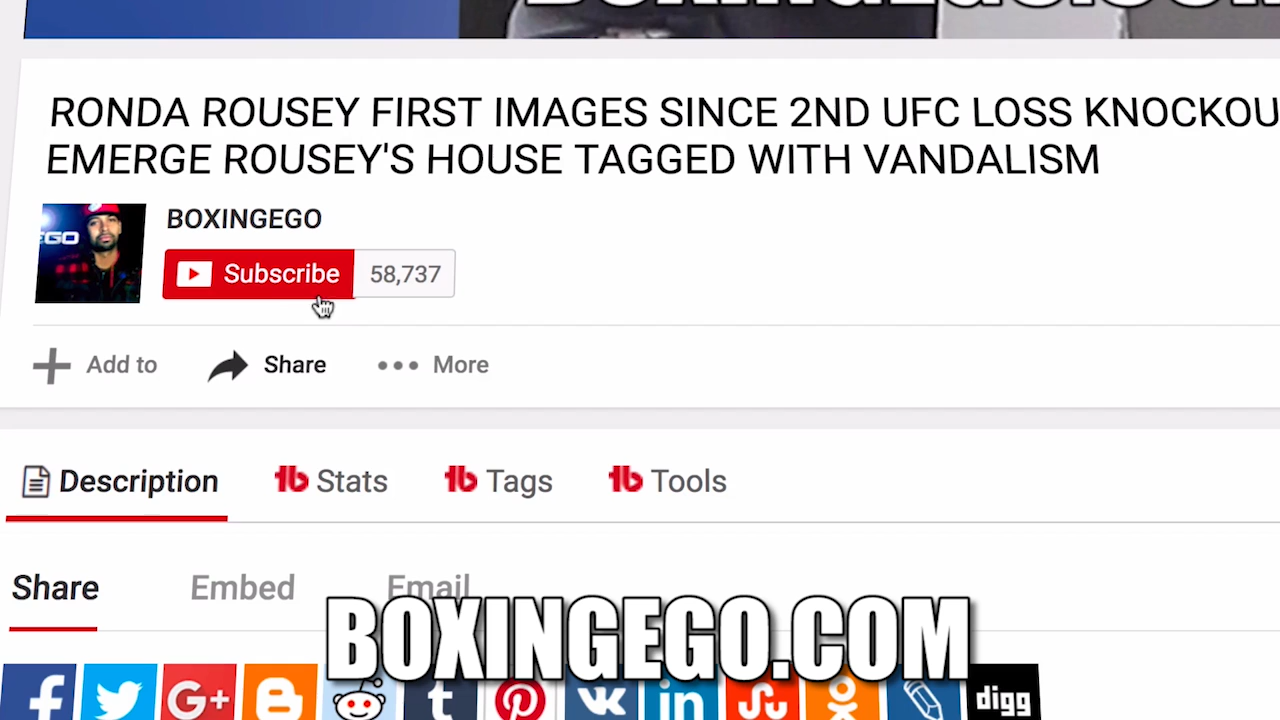 RONDA ROUSEY FIRST IMAGES SINCE 2ND UFC LOSS
EMERGE ROUSEY'S HOUSE TAGGED WITH VANDALISM
BOXINGEGO
Subscribe 58,737
Add to Share More
Description Stats Tags Tools
Share Embed Email
BOXINGEGO.COM
digg